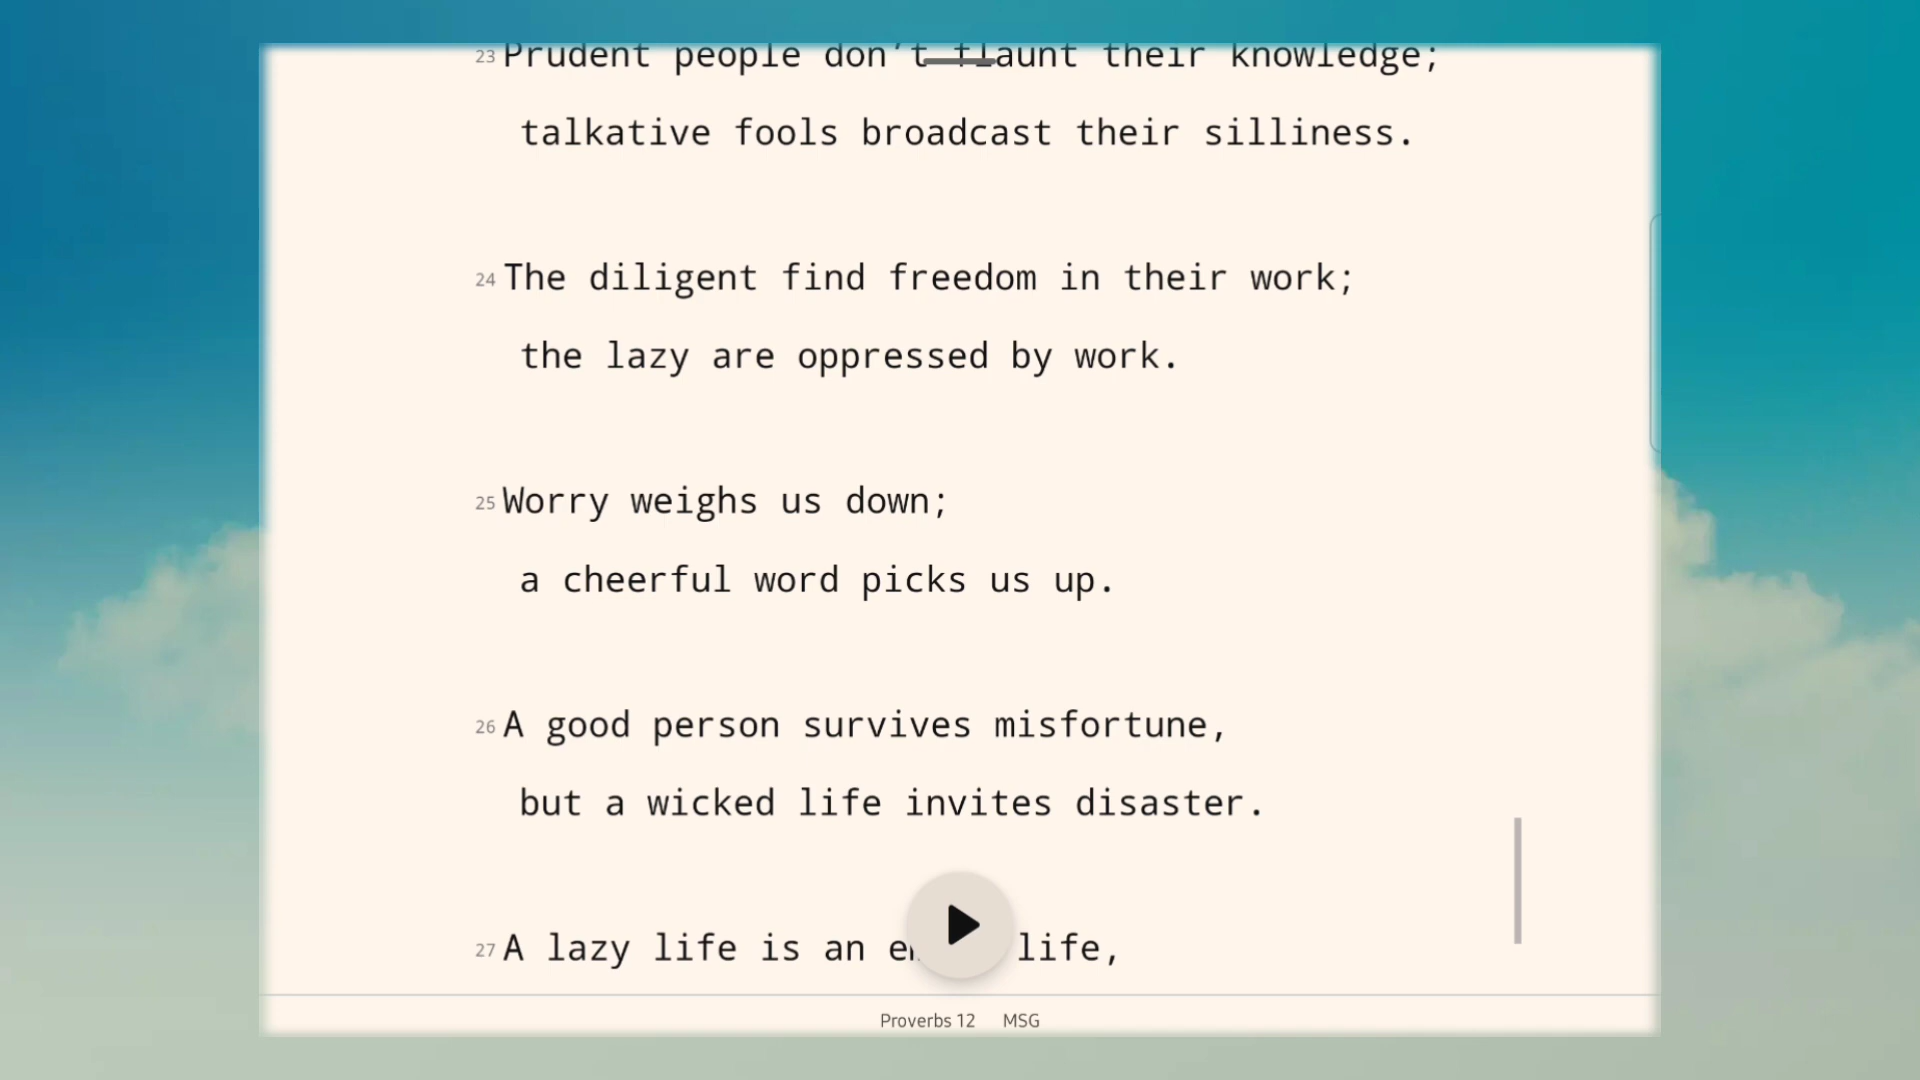 23 Prudent people don't flaunt their knowledge;
talkative fools broadcast their silliness.
24 The diligent find freedom in their work;
the lazy are oppressed by work.
25 Worry weighs us down;
a cheerful word picks us up.
26 A good person survives misfortune,
but a wicked life invites disaster.
27 A lazy life is an life,
Proverbs 12 MSG